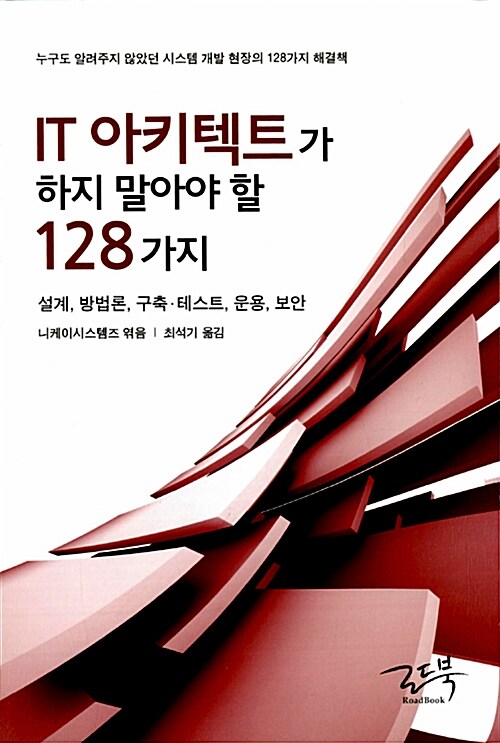 누구도 알려주지 않았던 시스템 개발 현장의 128가지 해결책
IT 아키텍트가
하지 말아야 할
128가지
설계, 방법론, 구축·테스트, 운용, 보안
니케이시스템즈 엮음 | 최석기 옮김
로드북
RoadBook